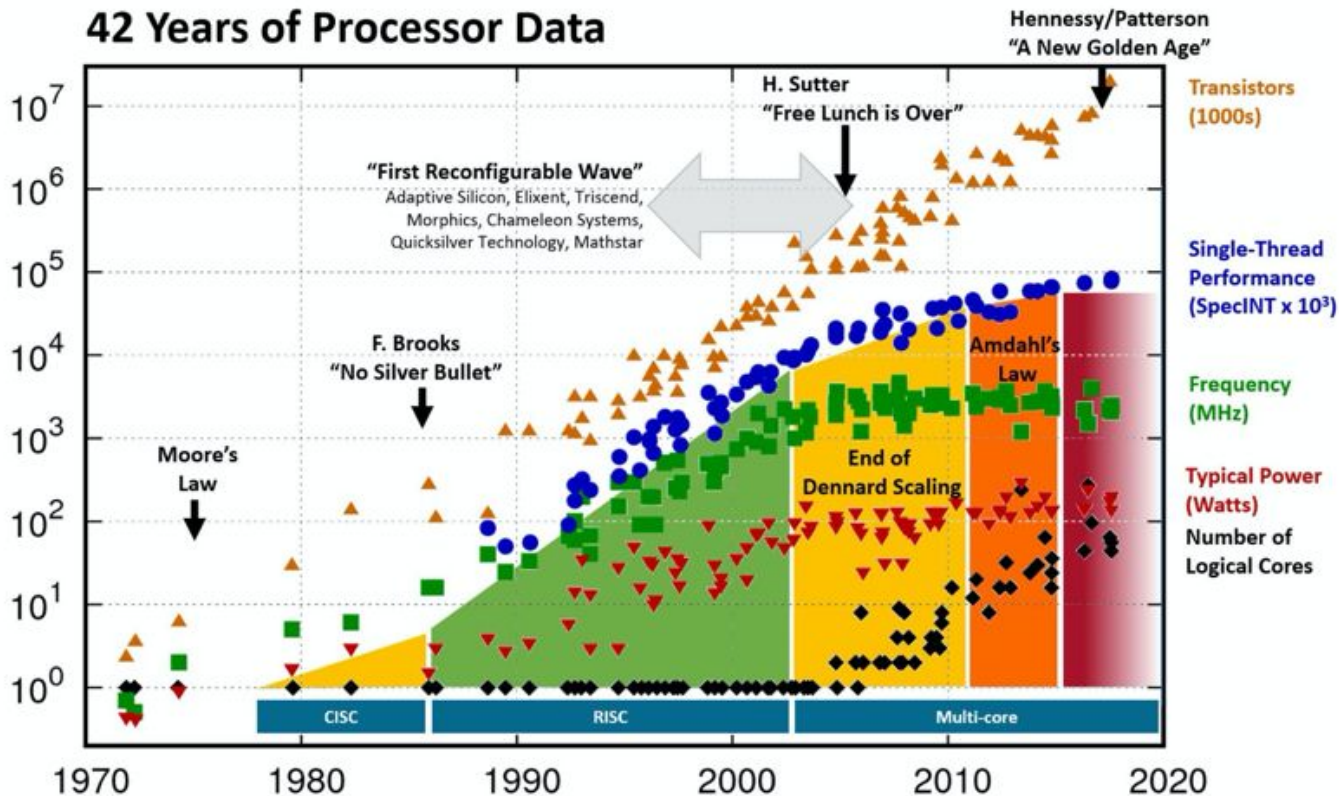 42 Years of Processor Data
Hennessy/Patterson
“A New Golden Age”
H. Sutter
“Free Lunch is Over”
“First Reconfigurable Wave”
Adaptive Silicon, Elixent, Triscend,
Morphics, Chameleon Systems,
Quicksilver Technology, Mathstar
F. Brooks
“No Silver Bullet”
Moore’s
Law
Amdahl’s
Law
End of
Dennard Scaling
CISC
RISC
Multi-core
10⁷
10⁶
10⁵
10⁴
10³
10²
10¹
10⁰
1970
1980
1990
2000
2010
2020
Transistors
(1000s)
Single-Thread
Performance
(SpecINT x 10³)
Frequency
(MHz)
Typical Power
(Watts)
Number of
Logical Cores